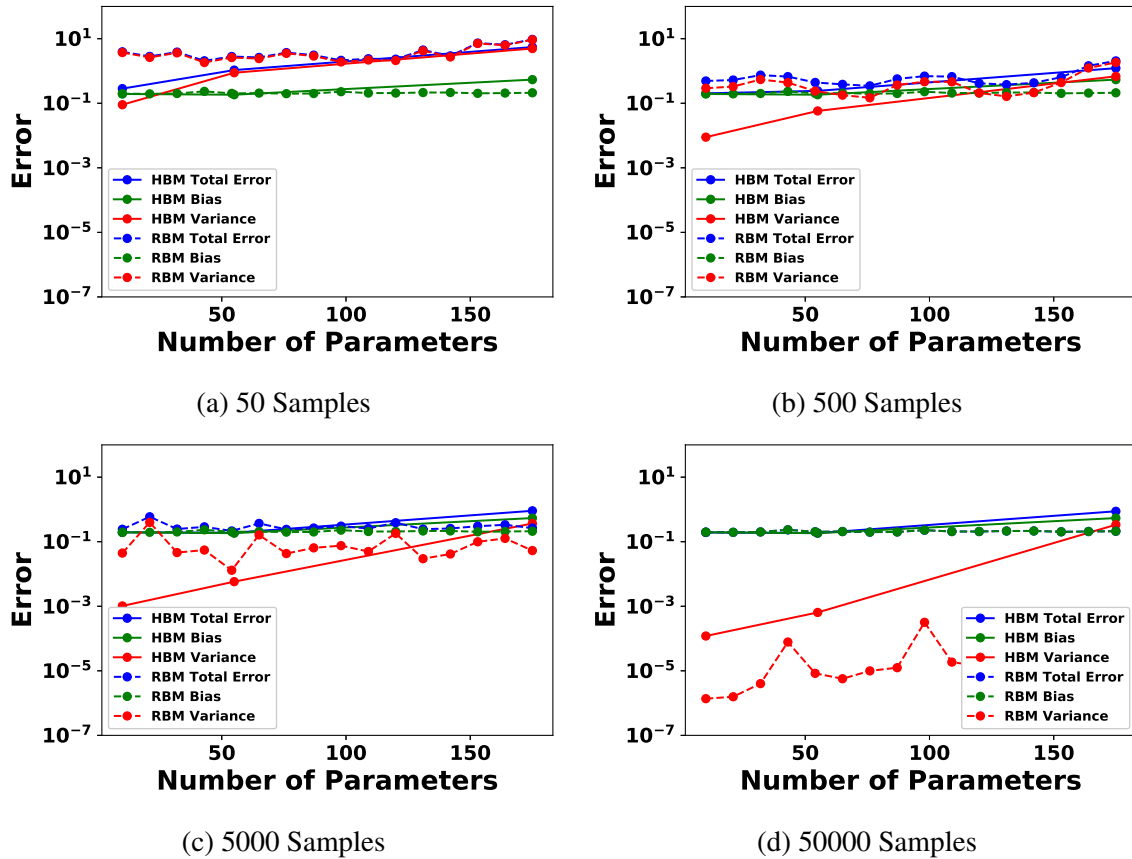 10^1
10^-1
10^-3
10^-5
10^-7
Error
HBM Total Error
HBM Bias
HBM Variance
RBM Total Error
RBM Bias
RBM Variance
50 100 150
Number of Parameters
(a) 50 Samples
10^1
10^-1
10^-3
10^-5
10^-7
Error
HBM Total Error
HBM Bias
HBM Variance
RBM Total Error
RBM Bias
RBM Variance
50 100 150
Number of Parameters
(b) 500 Samples
10^1
10^-1
10^-3
10^-5
10^-7
Error
HBM Total Error
HBM Bias
HBM Variance
RBM Total Error
RBM Bias
RBM Variance
50 100 150
Number of Parameters
(c) 5000 Samples
10^1
10^-1
10^-3
10^-5
10^-7
Error
HBM Total Error
HBM Bias
HBM Variance
RBM Total Error
RBM Bias
RBM Variance
50 100 150
Number of Parameters
(d) 50000 Samples